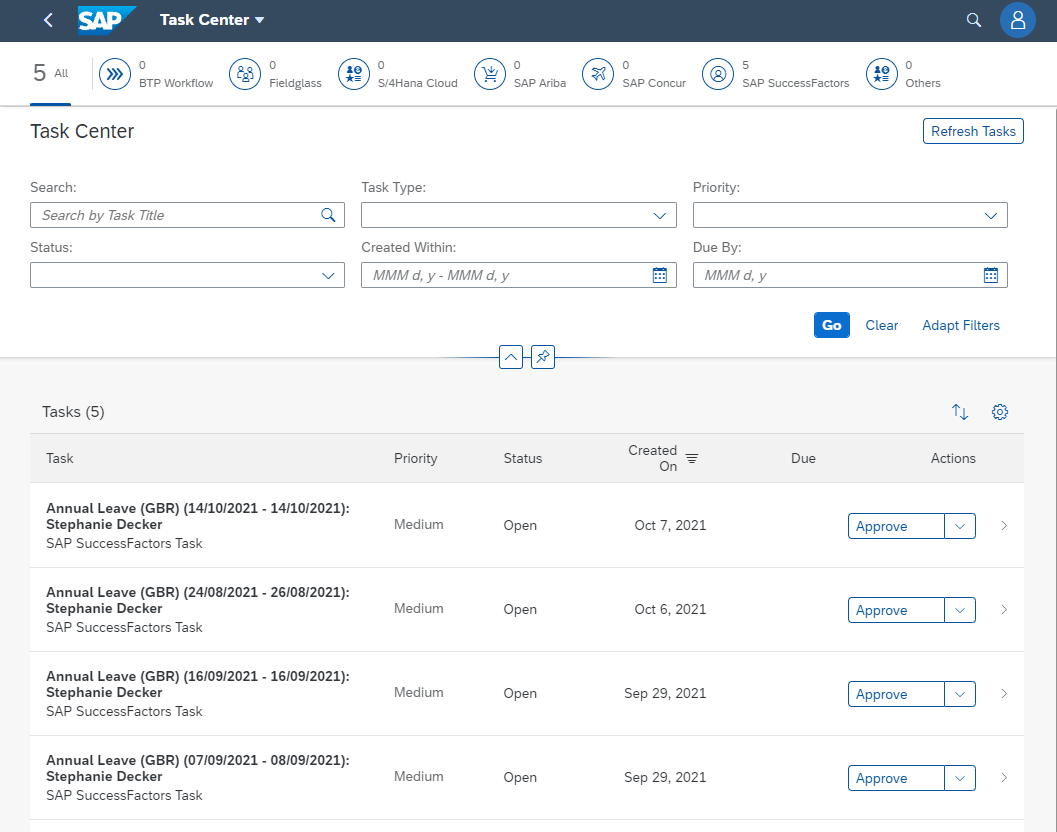 SAP Task Center
5 All
0 BTP Workflow
0 Fieldglass
0 S/4Hana Cloud
0 SAP Ariba
0 SAP Concur
5 SAP SuccessFactors
0 Others
Task Center
Refresh Tasks
Search:
Search by Task Title
Task Type:
Priority:
Status:
Created Within:
MMM d, y - MMM d, y
Due By:
MMM d, y
Go Clear Adapt Filters
Tasks (5)
Task Priority Status Created On Due Actions
Annual Leave (GBR) (14/10/2021 - 14/10/2021):
Stephanie Decker
SAP SuccessFactors Task
Medium Open Oct 7, 2021 Approve
Annual Leave (GBR) (24/08/2021 - 26/08/2021):
Stephanie Decker
SAP SuccessFactors Task
Medium Open Oct 6, 2021 Approve
Annual Leave (GBR) (16/09/2021 - 16/09/2021):
Stephanie Decker
SAP SuccessFactors Task
Medium Open Sep 29, 2021 Approve
Annual Leave (GBR) (07/09/2021 - 08/09/2021):
Stephanie Decker
SAP SuccessFactors Task
Medium Open Sep 29, 2021 Approve